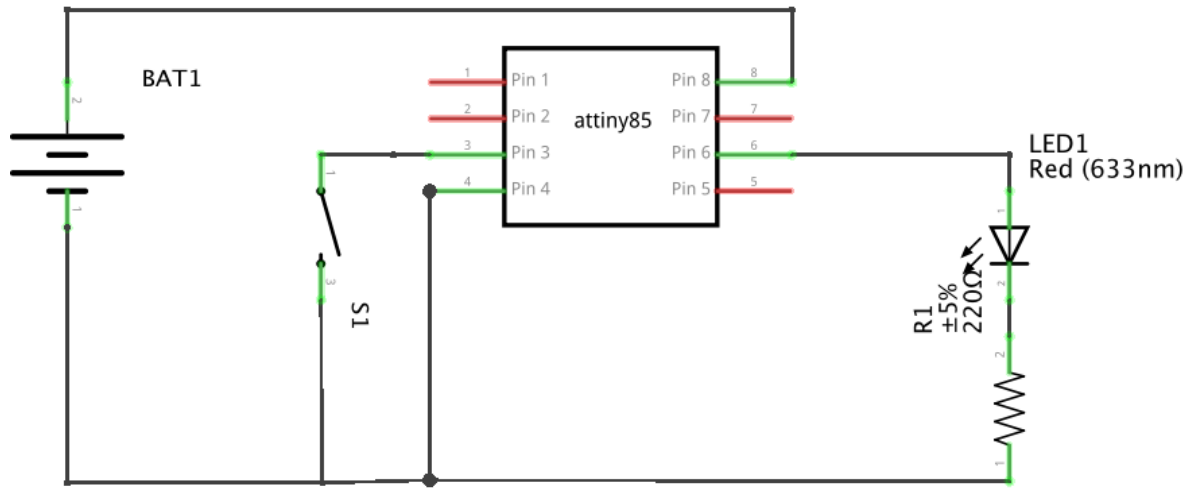 BAT1
2
1
1
2
3
4
Pin 1
Pin 2
Pin 3
Pin 4
attiny85
Pin 8
Pin 7
Pin 6
Pin 5
8
7
6
5
1
3
S1
LED1
Red (633nm)
1
2
R1
±5%
220Ω
2
1